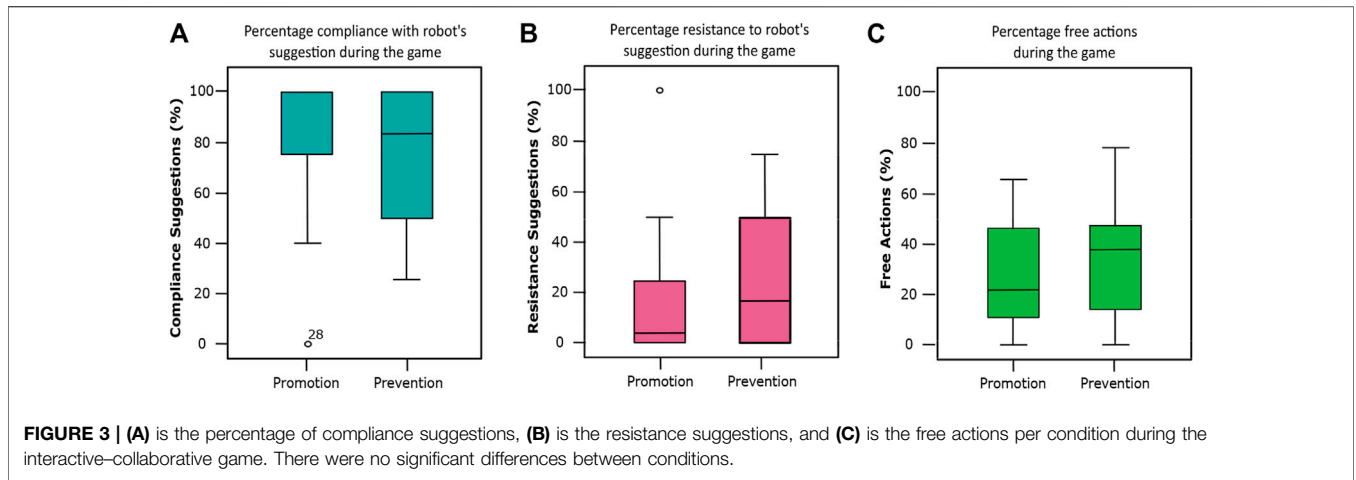 A
Percentage compliance with robot's
suggestion during the game
Compliance Suggestions (%)
100
80
60
40
20
0
28
Promotion
Prevention
B
Percentage resistance to robot's
suggestion during the game
Resistance Suggestions (%)
100
80
60
40
20
0
Promotion
Prevention
C
Percentage free actions
during the game
Free Actions (%)
100
80
60
40
20
0
Promotion
Prevention
FIGURE 3 | (A) is the percentage of compliance suggestions, (B) is the resistance suggestions, and (C) is the free actions per condition during the
interactive–collaborative game. There were no significant differences between conditions.